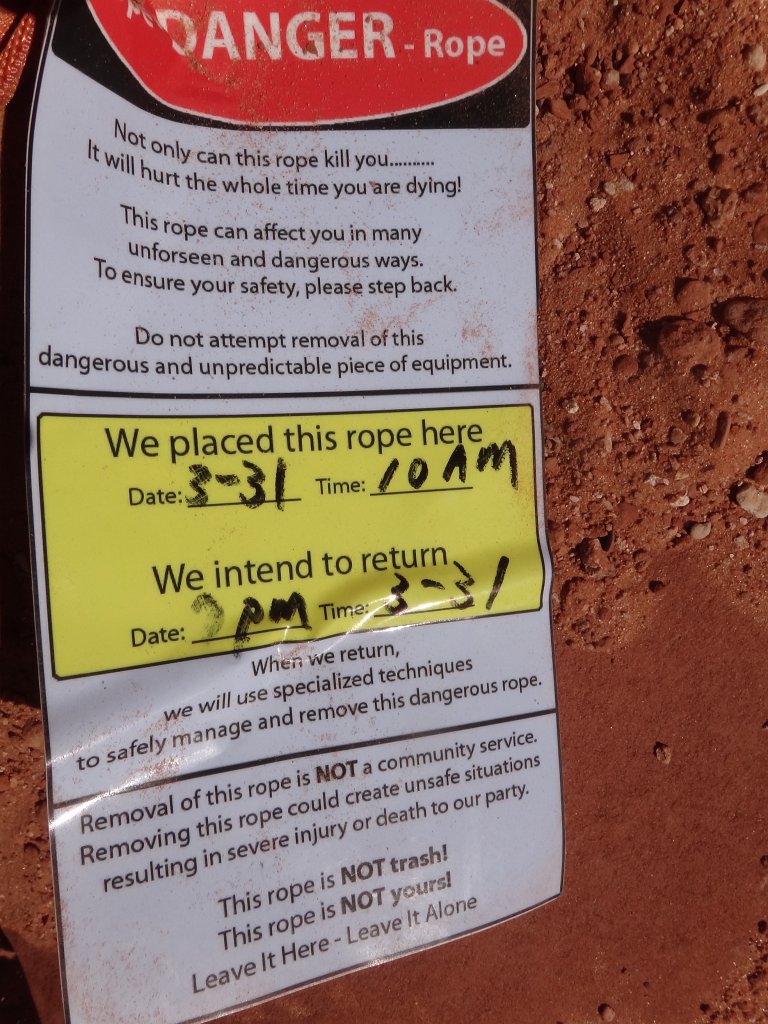 DANGER - Rope
Not only can this rope kill you..........
It will hurt the whole time you are dying!
This rope can affect you in many
unforseen and dangerous ways.
To ensure your safety, please step back.
Do not attempt removal of this
dangerous and unpredictable piece of equipment.
We placed this rope here
Date: 3-31 Time: 10 AM
We intend to return
Date: pm Time: 3-31
When we return,
we will use specialized techniques
to safely manage and remove this dangerous rope.
Removal of this rope is NOT a community service.
Removing this rope could create unsafe situations
resulting in severe injury or death to our party.
This rope is NOT trash!
This rope is NOT yours!
Leave It Here - Leave It Alone